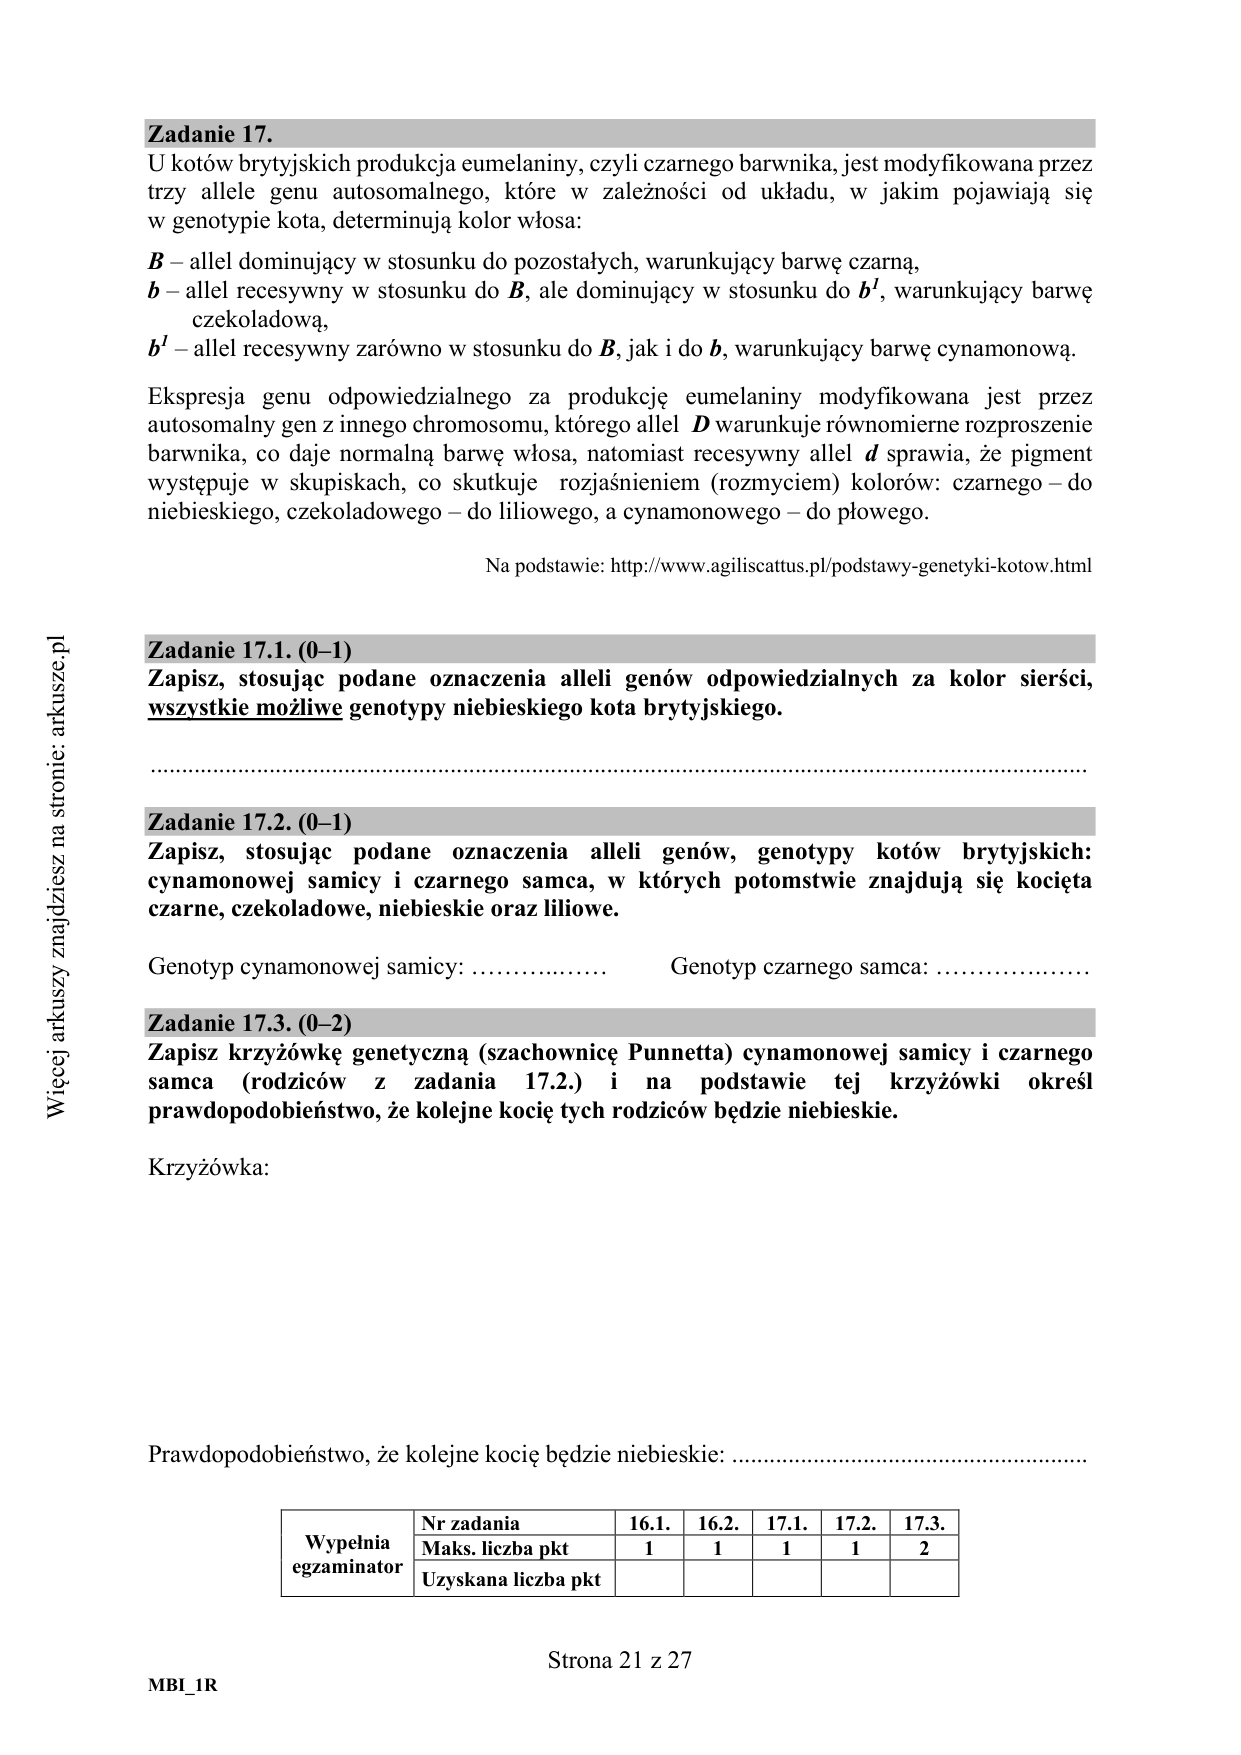 Zadanie 17.
U kotów brytyjskich produkcja eumelaniny, czyli czarnego barwnika, jest modyfikowana przez
trzy allele genu autosomalnego, które w zależności od układu, w jakim pojawiają się
w genotypie kota, determinują kolor włosa:
B – allel dominujący w stosunku do pozostałych, warunkujący barwę czarną,
b – allel recesywny w stosunku do B, ale dominujący w stosunku do b¹, warunkujący barwę
czekoladową,
b¹ – allel recesywny zarówno w stosunku do B, jak i do b, warunkujący barwę cynamonową.
Ekspresja genu odpowiedzialnego za produkcję eumelaniny modyfikowana jest przez
autosomalny gen z innego chromosomu, którego allel D warunkuje równomierne rozproszenie
barwnika, co daje normalną barwę włosa, natomiast recesywny allel d sprawia, że pigment
występuje w skupiskach, co skutkuje rozjaśnieniem (rozmyciem) kolorów: czarnego – do
niebieskiego, czekoladowego – do liliowego, a cynamonowego – do płowego.
Na podstawie: http://www.agiliscattus.pl/podstawy-genetyki-kotow.html
Zadanie 17.1. (0–1)
Zapisz, stosując podane oznaczenia alleli genów odpowiedzialnych za kolor sierści,
wszystkie możliwe genotypy niebieskiego kota brytyjskiego.
......................................................................................................................................................
Zadanie 17.2. (0–1)
Zapisz, stosując podane oznaczenia alleli genów, genotypy kotów brytyjskich:
cynamonowej samicy i czarnego samca, w których potomstwie znajdują się kocięta
czarne, czekoladowe, niebieskie oraz liliowe.
Genotyp cynamonowej samicy: ………..…… Genotyp czarnego samca: ………….……
Zadanie 17.3. (0–2)
Zapisz krzyżówkę genetyczną (szachownicę Punnetta) cynamonowej samicy i czarnego
samca (rodziców z zadania 17.2.) i na podstawie tej krzyżówki określ
prawdopodobieństwo, że kolejne kocię tych rodziców będzie niebieskie.
Krzyżówka:
Prawdopodobieństwo, że kolejne kocię będzie niebieskie: .........................................................
Wypełnia egzaminator
Nr zadania 16.1. 16.2. 17.1. 17.2. 17.3.
Maks. liczba pkt 1 1 1 1 2
Uzyskana liczba pkt
Strona 21 z 27
MBI_1R
Więcej arkuszy znajdziesz na stronie: arkusze.pl